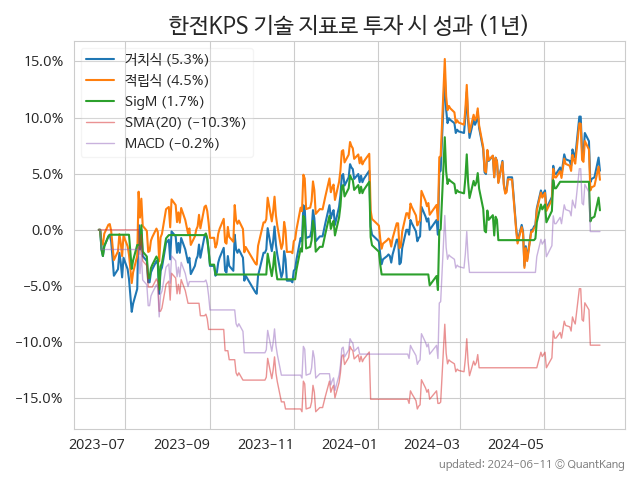 한전KPS 기술 지표로 투자 시 성과 (1년)
거치식 (5.3%)
적립식 (4.5%)
SigM (1.7%)
SMA(20) (−10.3%)
MACD (−0.2%)
15.0%
10.0%
5.0%
0.0%
−5.0%
−10.0%
−15.0%
2023-07 2023-09 2023-11 2024-01 2024-03 2024-05
updated: 2024-06-11 ⓒ QuantKang